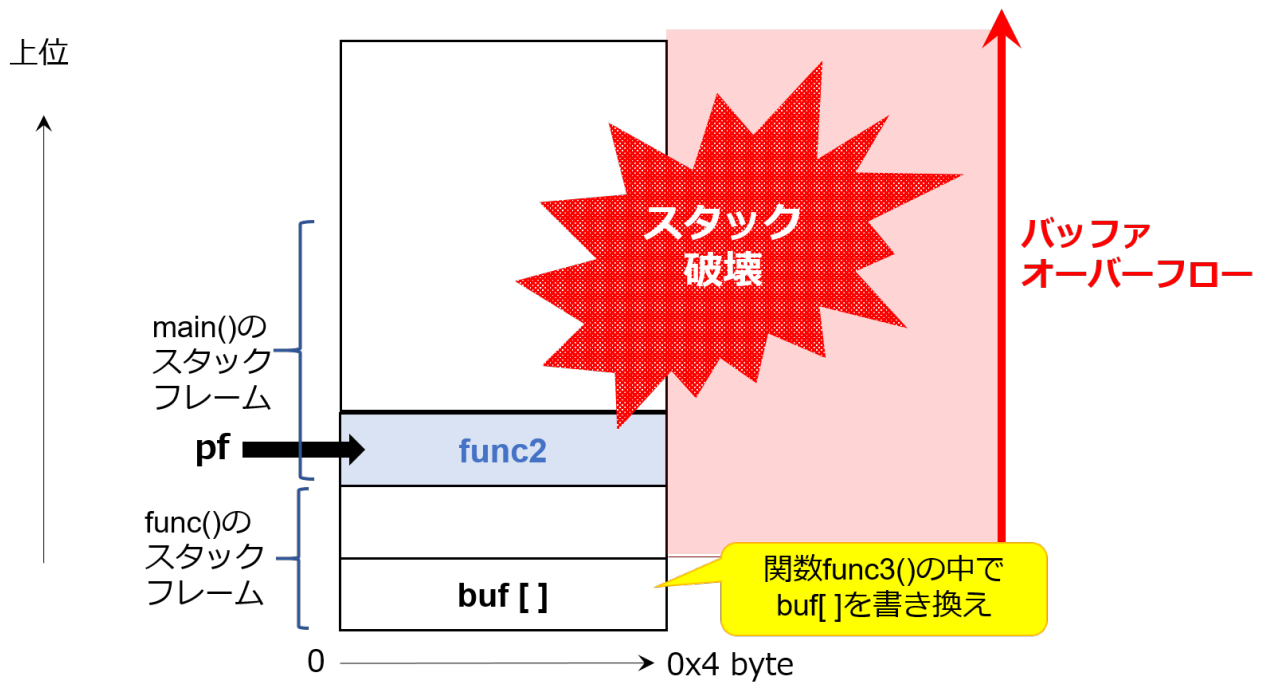 上位
スタック
破壊
バッファ
オーバーフロー
main()の
スタック
フレーム
pf
func2
func()の
スタック
フレーム
buf [ ]
関数func3()の中で
buf[ ]を書き換え
0
0x4 byte